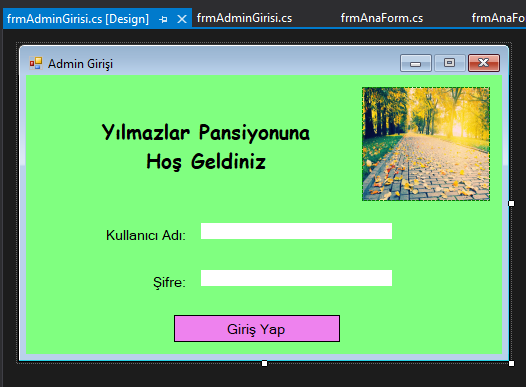 frmAdminGirisi.cs [Design]
frmAdminGirisi.cs
frmAnaForm.cs
frmAnaFo
Admin Girişi
Yılmazlar Pansiyonuna
Hoş Geldiniz
Kullanıcı Adı:
Şifre:
Giriş Yap